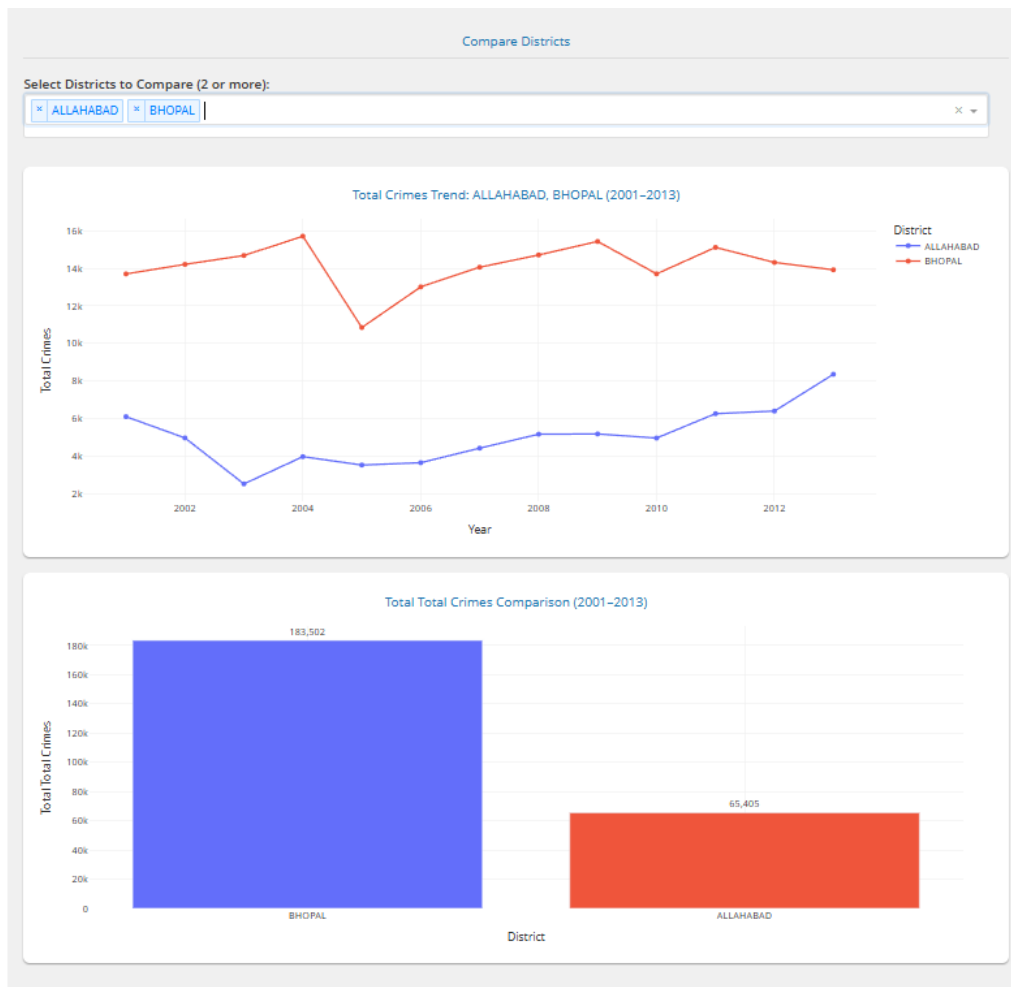 Compare Districts
Select Districts to Compare (2 or more):
× ALLAHABAD × BHOPAL ×
Total Crimes Trend: ALLAHABAD, BHOPAL (2001–2013)
District
ALLAHABAD
BHOPAL
Total Crimes
16k
14k
12k
10k
8k
6k
4k
2k
2002 2004 2006 2008 2010 2012
Year
Total Total Crimes Comparison (2001–2013)
Total Total Crimes
183,502
65,405
180k
160k
140k
120k
100k
80k
60k
40k
20k
0
BHOPAL ALLAHABAD
District